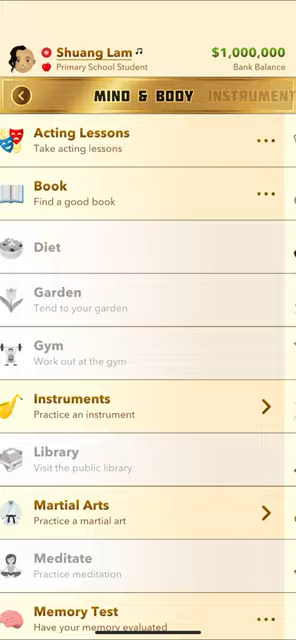 Shuang Lam
$1,000,000
Primary School Student
Bank Balance
MIND & BODY
INSTRUMENT
Acting Lessons
Take acting lessons
Book
Find a good book
Diet
Garden
Tend to your garden
Gym
Work out at the gym
Instruments
Practice an instrument
Library
Visit the public library
Martial Arts
Practice a martial art
Meditate
Practice meditation
Memory Test
Have your memory evaluated